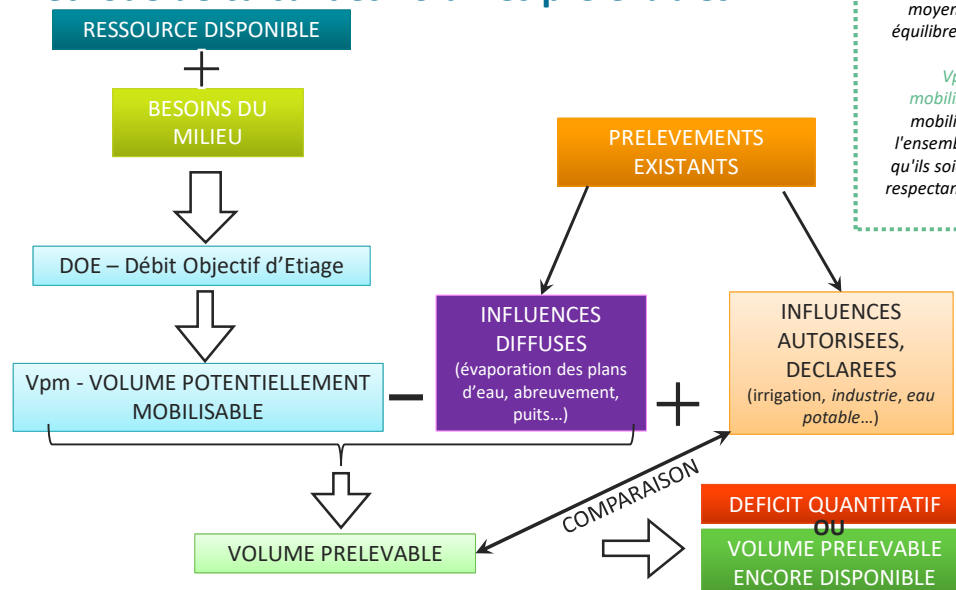 RESSOURCE DISPONIBLE
BESOINS DU
MILIEU
DOE – Débit Objectif d'Etiage
Vpm - VOLUME POTENTIELLEMENT
MOBILISABLE
PRELEVEMENTS
EXISTANTS
INFLUENCES
DIFFUSES
(évaporation des plans
d'eau, abreuvement,
puits...)
INFLUENCES
AUTORISEES,
DECLAREES
(irrigation, industrie, eau
potable...)
COMPARAISON
VOLUME PRELEVABLE
DEFICIT QUANTITATIF
OU
VOLUME PRELEVABLE
ENCORE DISPONIBLE
moyen
équilibre
mobili
l'ensemb
qu'ils soi
respectan